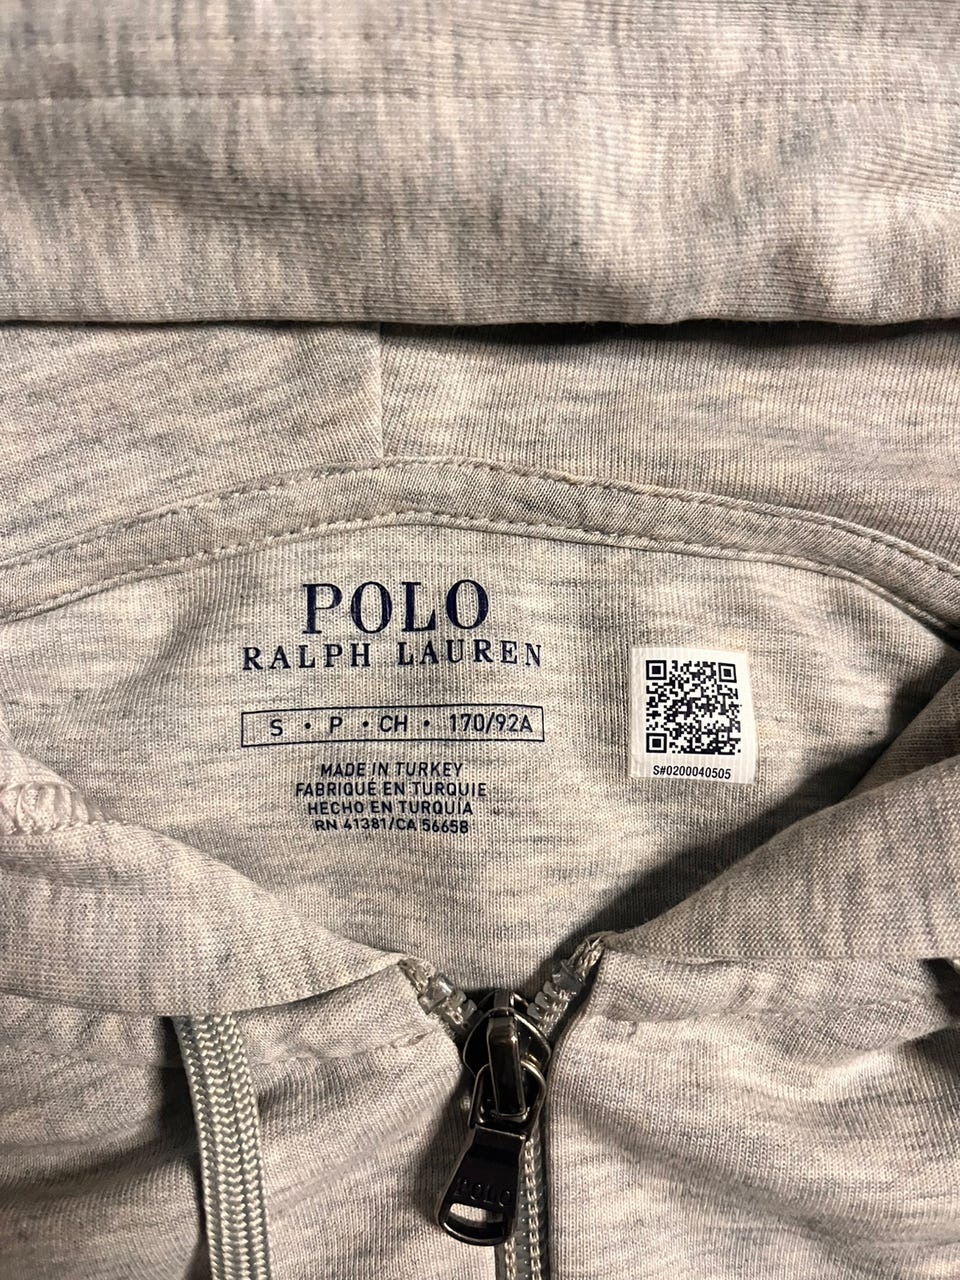 POLO
RALPH LAUREN
S • P • CH • 170/92A
MADE IN TURKEY
FABRIQUÉ EN TURQUIE
HECHO EN TURQUÍA
RN 41381/CA 56658
S#0200040505
POLO